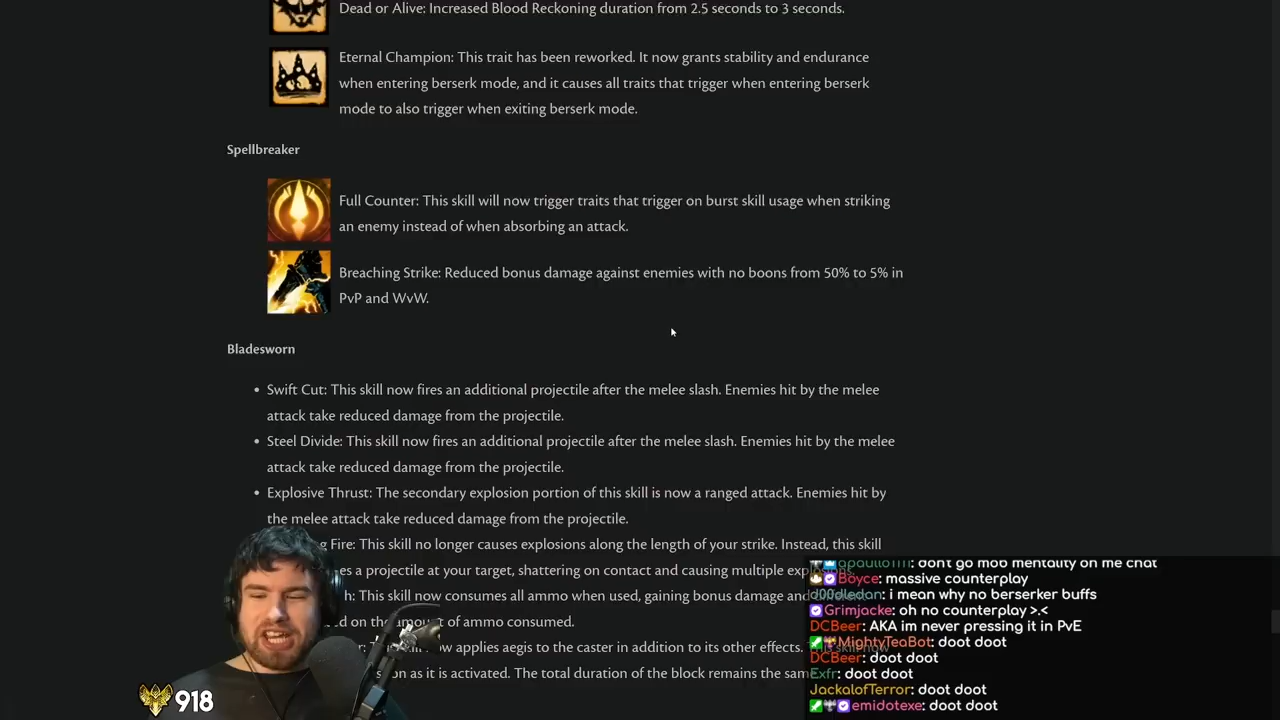 Dead or Alive: Increased Blood Reckoning duration from 2.5 seconds to 3 seconds.
Eternal Champion: This trait has been reworked. It now grants stability and endurance
when entering berserk mode, and it causes all traits that trigger when entering berserk
mode to also trigger when exiting berserk mode.
Spellbreaker
Full Counter: This skill will now trigger traits that trigger on burst skill usage when striking
an enemy instead of when absorbing an attack.
Breaching Strike: Reduced bonus damage against enemies with no boons from 50% to 5% in
PvP and WvW.
Bladesworn
• Swift Cut: This skill now fires an additional projectile after the melee slash. Enemies hit by the melee
attack take reduced damage from the projectile.
• Steel Divide: This skill now fires an additional projectile after the melee slash. Enemies hit by the melee
attack take reduced damage from the projectile.
• Explosive Thrust: The secondary explosion portion of this skill is now a ranged attack. Enemies hit by
the melee attack take reduced damage from the projectile.
g Fire: This skill no longer causes explosions along the length of your strike. Instead, this skill
es a projectile at your target, shattering on contact and causing multiple
h: This skill now consumes all ammo when used, gaining bonus damage and
on the amount of ammo consumed.
now applies aegis to the caster in addition to its other effects.
on as it is activated. The total duration of the block remains the same
dont go mob mentality on me chat
Boyce: massive counterplay
d00dledan: i mean why no berserker buffs
Grimjacke: oh no counterplay >.<
DCBeer: AKA im never pressing it in PvE
MightyTeaBot: doot doot
DCBeer: doot doot
Exfr: doot doot
JackalofTerror: doot doot
emidotexe: doot doot
918